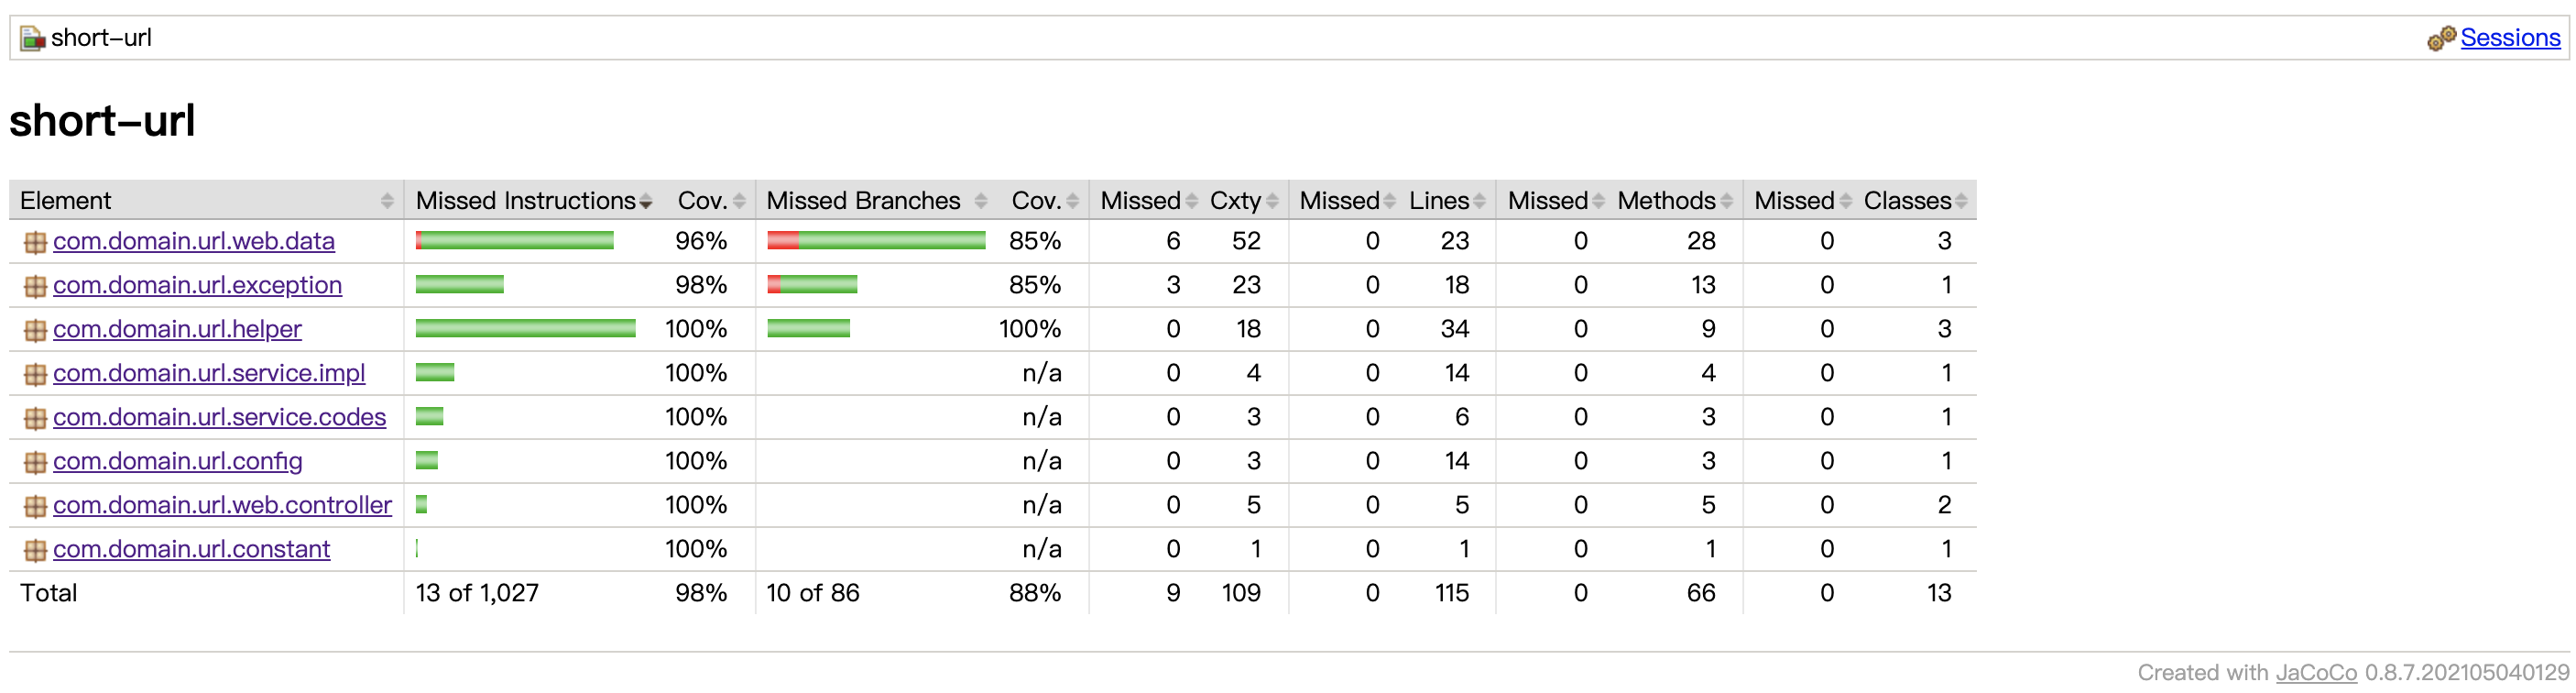 short-url Sessions
short-url
Element Missed Instructions Cov. Missed Branches Cov. Missed Cxty Missed Lines Missed Methods Missed Classes
com.domain.url.web.data 96% 85% 6 52 0 23 0 28 0 3
com.domain.url.exception 98% 85% 3 23 0 18 0 13 0 1
com.domain.url.helper 100% 100% 0 18 0 34 0 9 0 3
com.domain.url.service.impl 100% n/a 0 4 0 14 0 4 0 1
com.domain.url.service.codes 100% n/a 0 3 0 6 0 3 0 1
com.domain.url.config 100% n/a 0 3 0 14 0 3 0 1
com.domain.url.web.controller 100% n/a 0 5 0 5 0 5 0 2
com.domain.url.constant 100% n/a 0 1 0 1 0 1 0 1
Total 13 of 1,027 98% 10 of 86 88% 9 109 0 115 0 66 0 13
Created with JaCoCo 0.8.7.202105040129